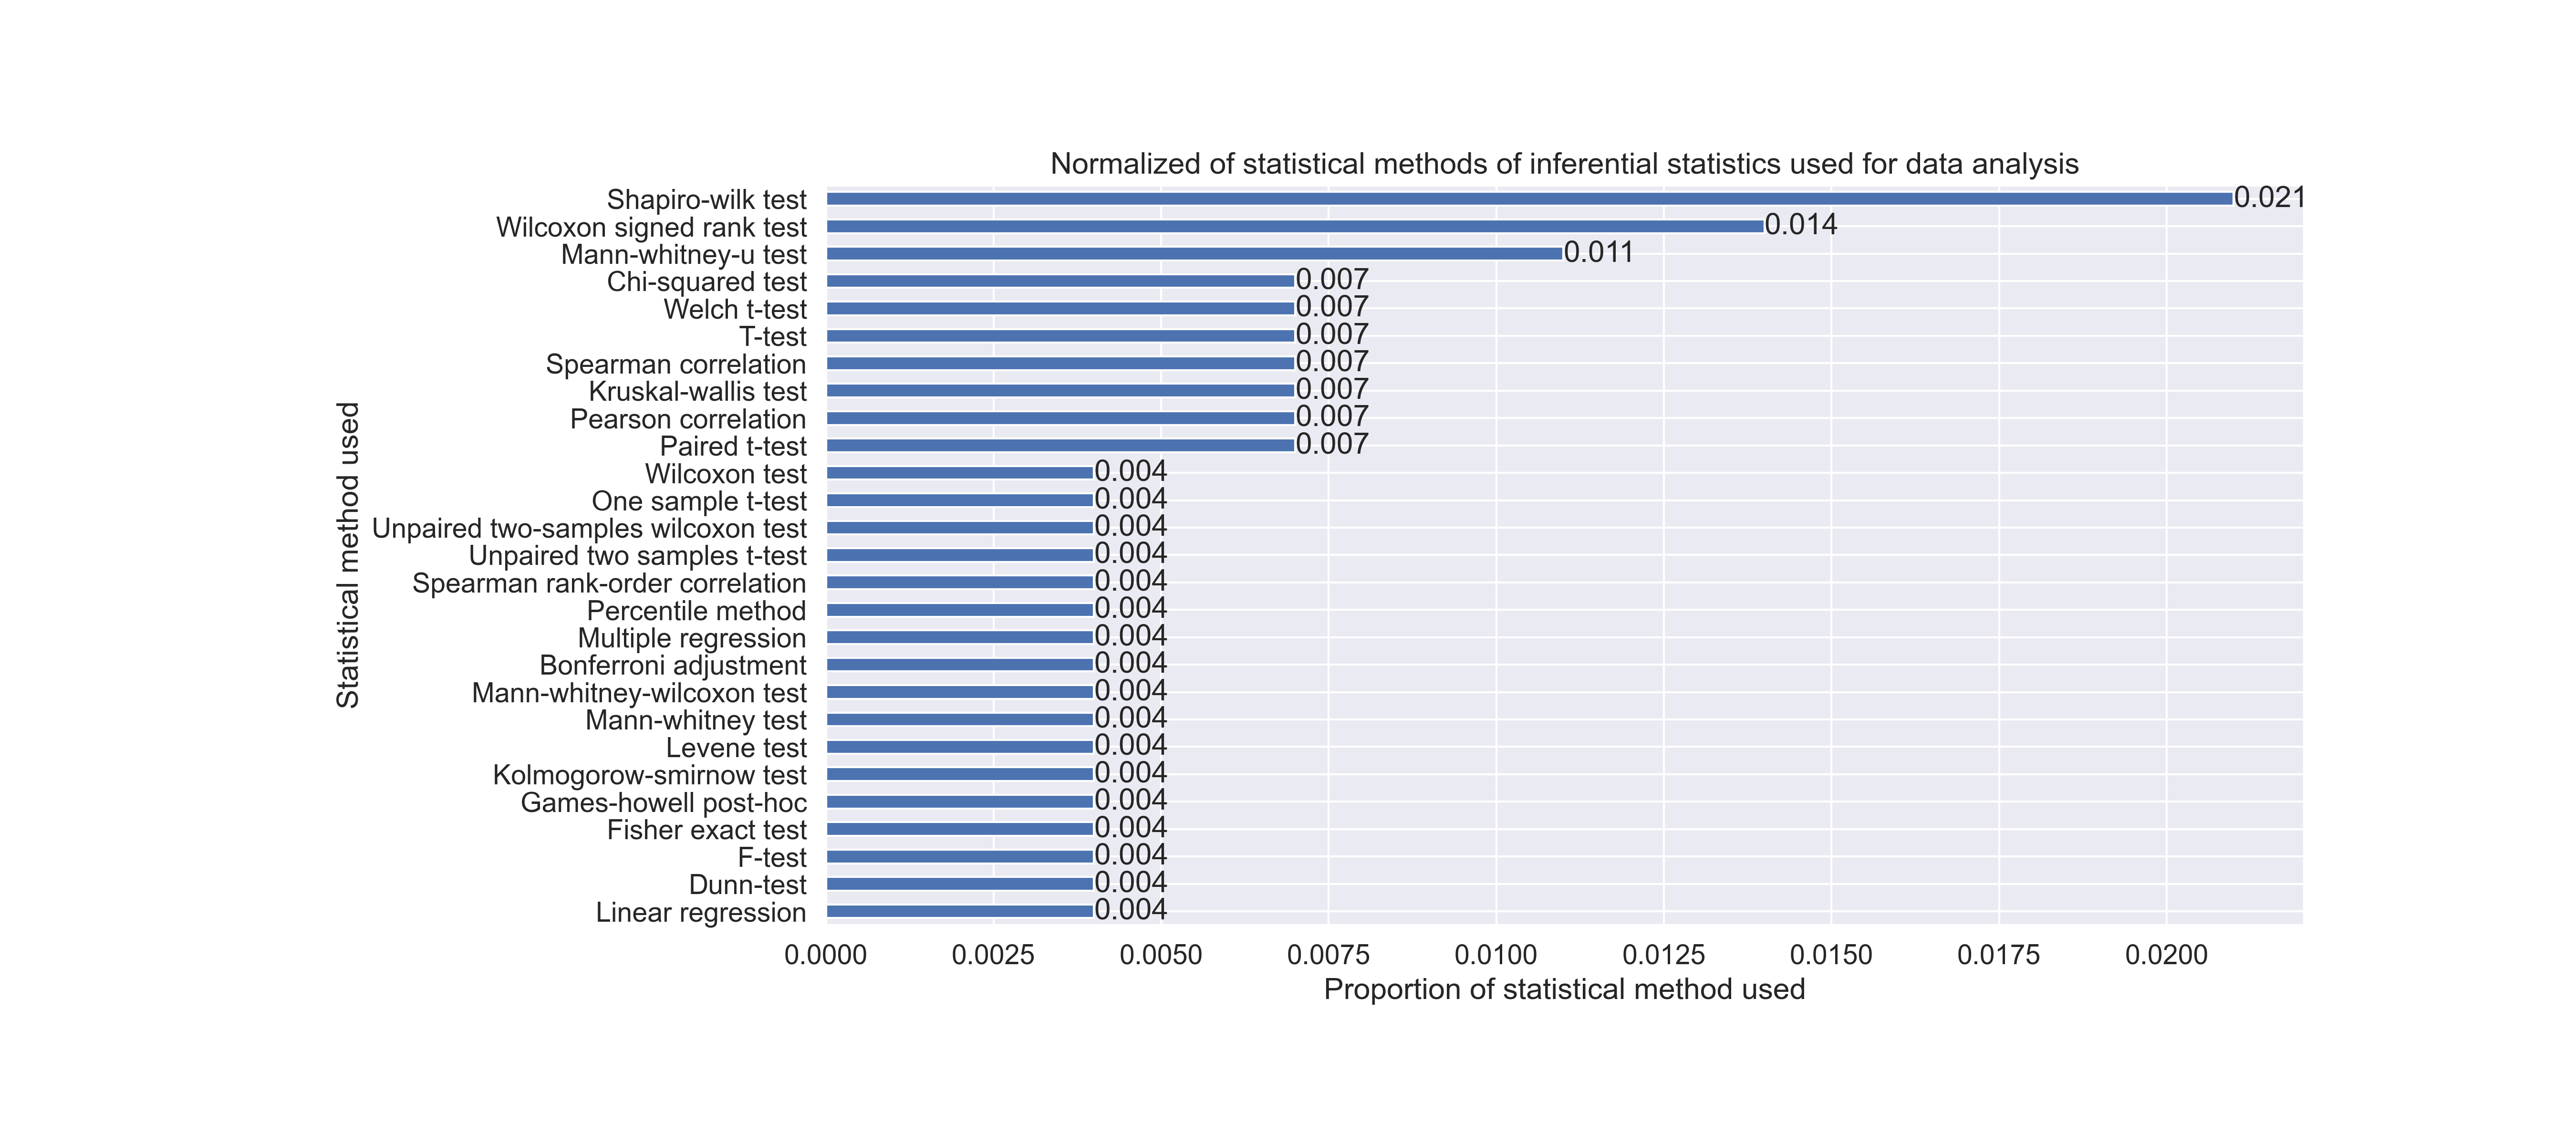 Normalized of statistical methods of inferential statistics used for data analysis
Statistical method used
Shapiro-wilk test 0.021
Wilcoxon signed rank test 0.014
Mann-whitney-u test 0.011
Chi-squared test 0.007
Welch t-test 0.007
T-test 0.007
Spearman correlation 0.007
Kruskal-wallis test 0.007
Pearson correlation 0.007
Paired t-test 0.007
Wilcoxon test 0.004
One sample t-test 0.004
Unpaired two-samples wilcoxon test 0.004
Unpaired two samples t-test 0.004
Spearman rank-order correlation 0.004
Percentile method 0.004
Multiple regression 0.004
Bonferroni adjustment 0.004
Mann-whitney-wilcoxon test 0.004
Mann-whitney test 0.004
Levene test 0.004
Kolmogorow-smirnow test 0.004
Games-howell post-hoc 0.004
Fisher exact test 0.004
F-test 0.004
Dunn-test 0.004
Linear regression 0.004
0.0000 0.0025 0.0050 0.0075 0.0100 0.0125 0.0150 0.0175 0.0200
Proportion of statistical method used